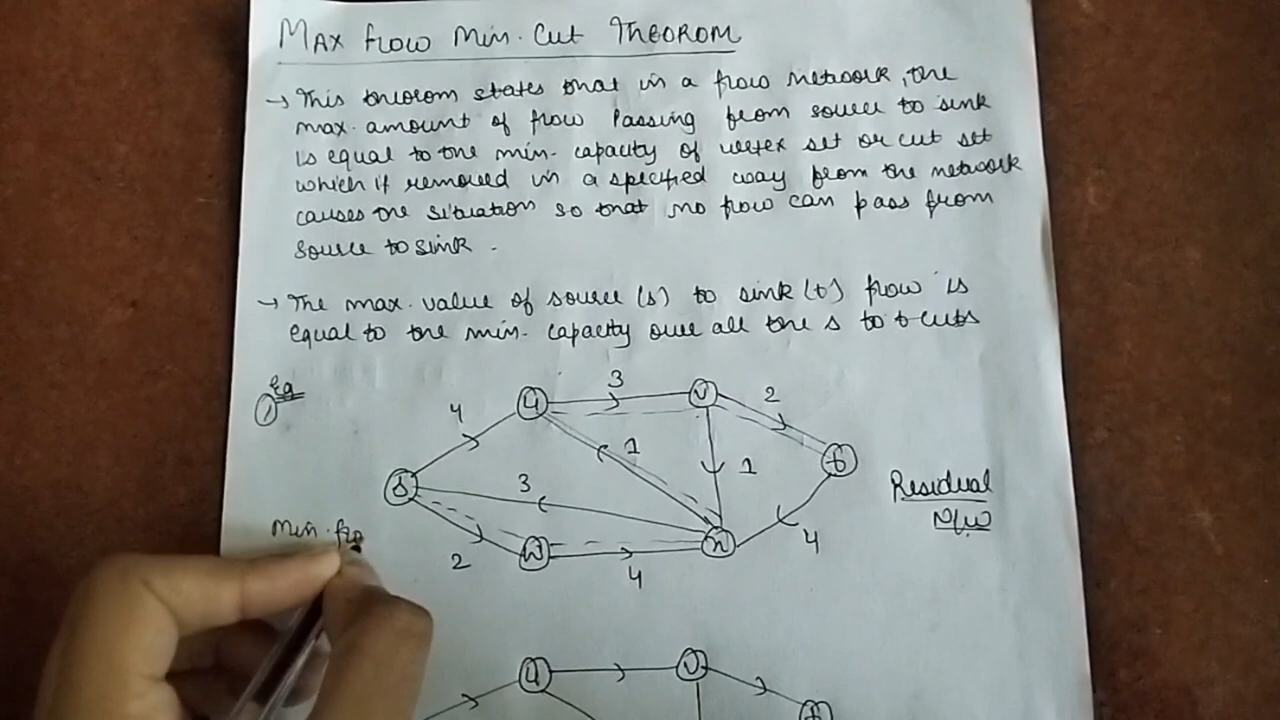 MAX flow Min. Cut THEOROM
→ This theorom states that in a flow network, the
max. amount of flow Passing from source to sink
is equal to the min. capacity of vertex set or cut set
which if removed in a specified way from the network
causes the situation so that no flow can pass from
source to sink.
→ The max. value of source (s) to sink (t) flow is
equal to the min. capacity over all the s to t cuts
Eg
1)
4
u
3
v
2
t
1
1
s
3
Residual
N/w
Min. flo
2
w
4
x
4
u
v
t